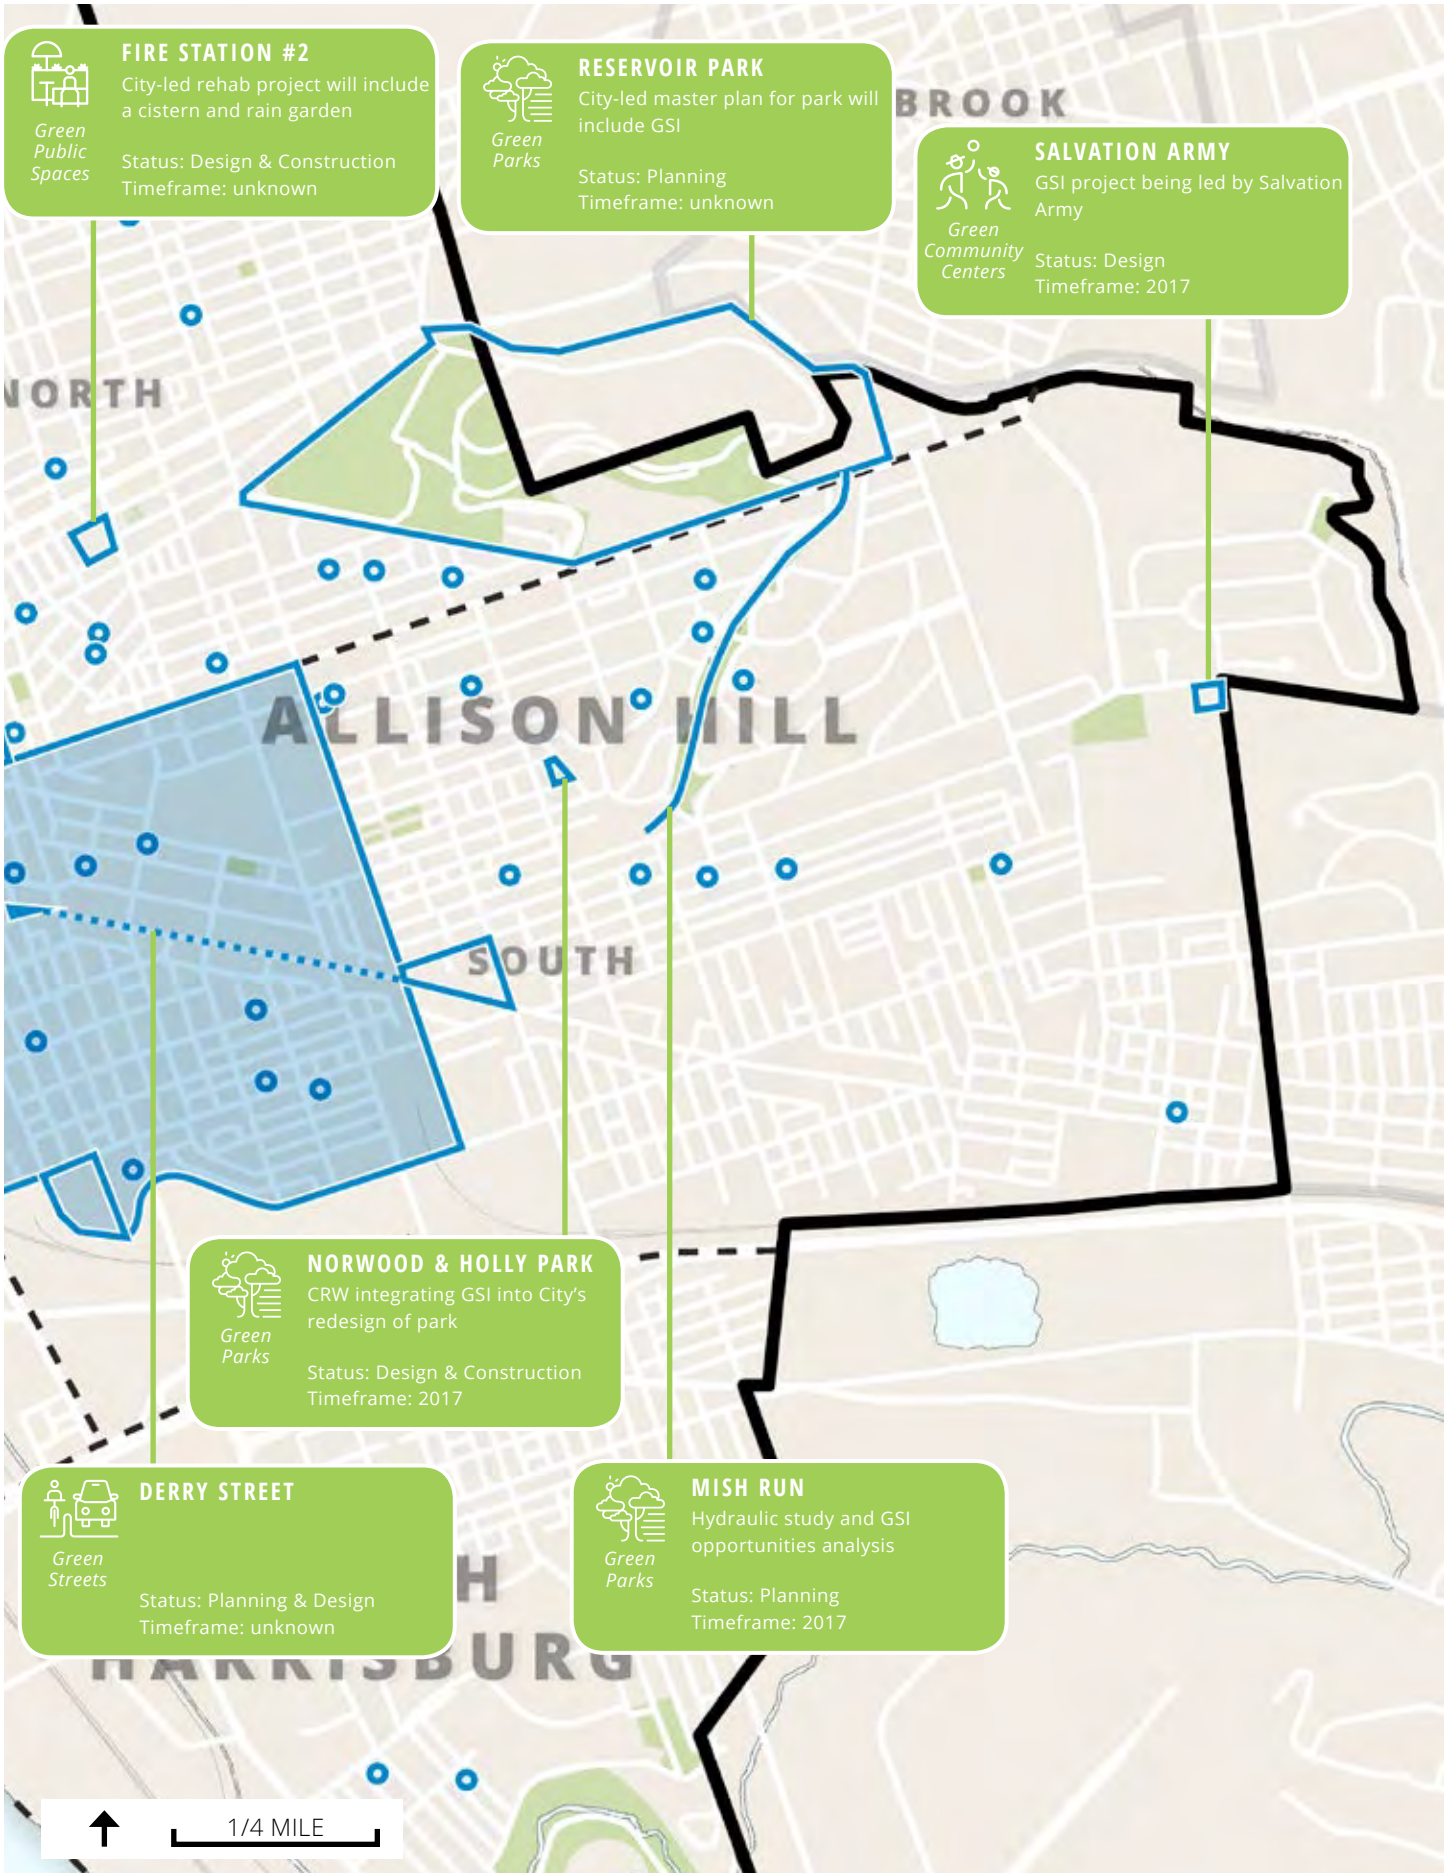 FIRE STATION #2
City-led rehab project will include
a cistern and rain garden
Green
Public
Spaces
Status: Design & Construction
Timeframe: unknown
RESERVOIR PARK
City-led master plan for park will
include GSI
Green
Parks
Status: Planning
Timeframe: unknown
BROOK
SALVATION ARMY
GSI project being led by Salvation
Army
Green
Community
Centers
Status: Design
Timeframe: 2017
NORTH
ALLISON HILL
SOUTH
NORWOOD & HOLLY PARK
CRW integrating GSI into City’s
redesign of park
Green
Parks
Status: Design & Construction
Timeframe: 2017
DERRY STREET
Green
Streets
Status: Planning & Design
Timeframe: unknown
MISH RUN
Hydraulic study and GSI
opportunities analysis
Green
Parks
Status: Planning
Timeframe: 2017
H
HARRISBURG
1/4 MILE